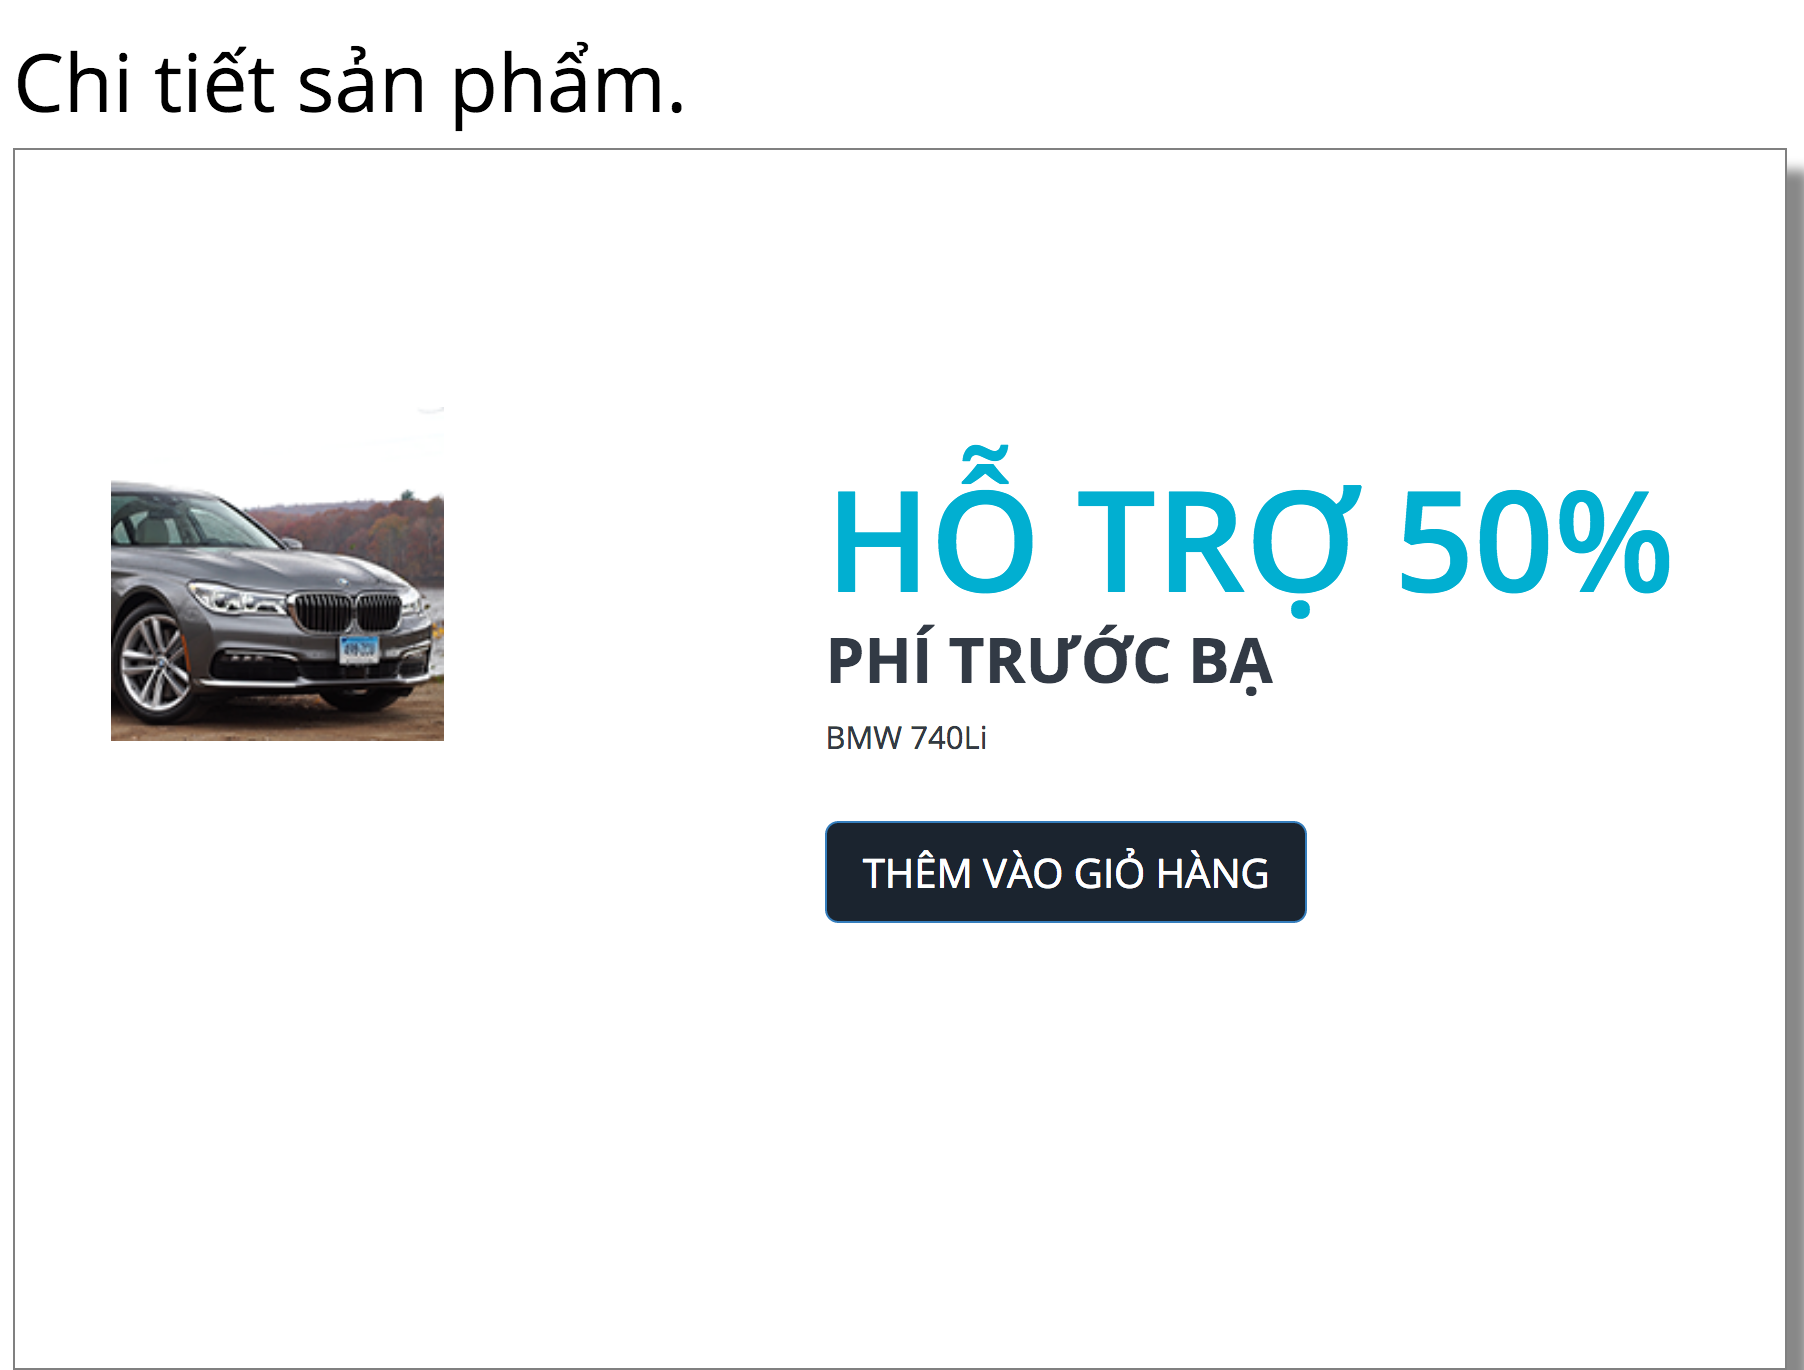 Chi tiết sản phẩm.
HỖ TRỢ 50%
PHÍ TRƯỚC BẠ
BMW 740Li
THÊM VÀO GIỎ HÀNG